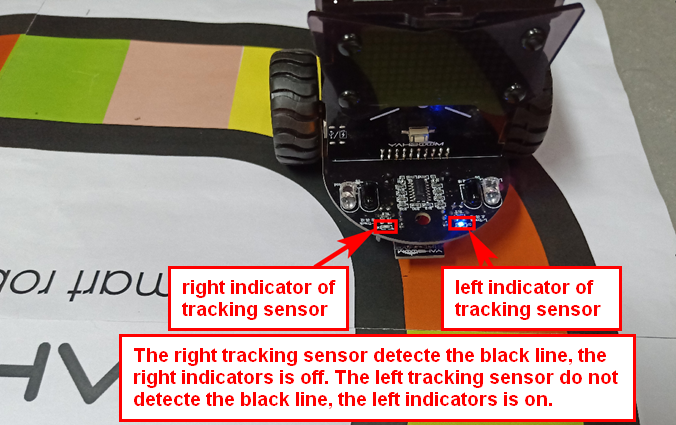 right indicator of
tracking sensor
left indicator of
tracking sensor
The right tracking sensor detecte the black line, the
right indicators is off. The left tracking sensor do not
detecte the black line, the left indicators is on.